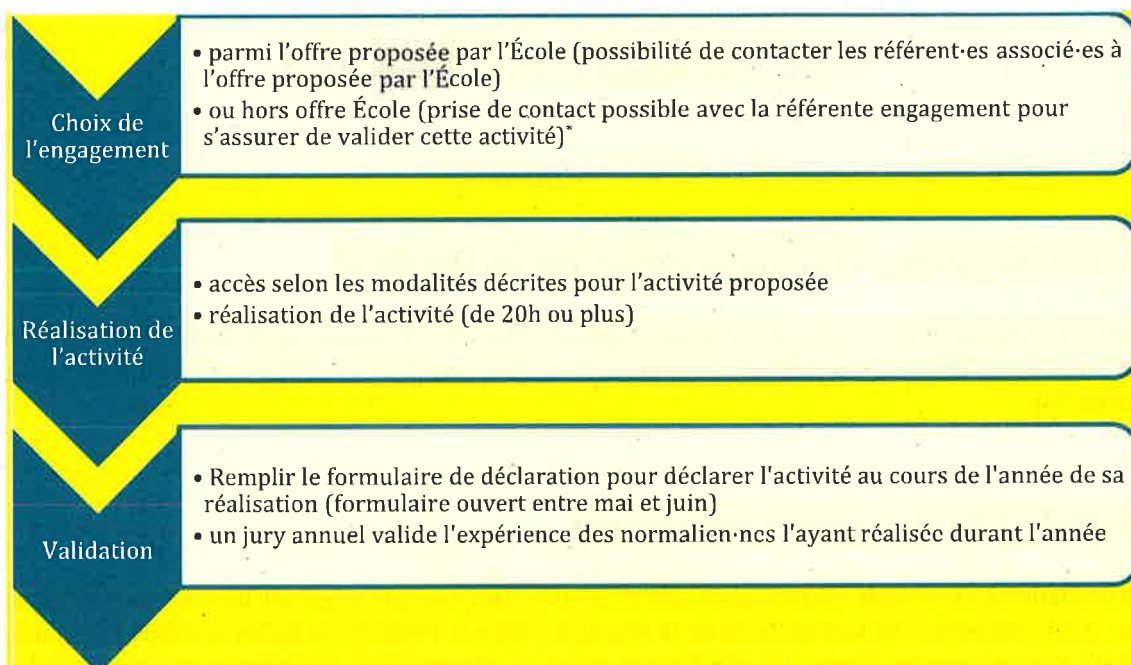 Choix de
l'engagement
• parmi l'offre proposée par l'École (possibilité de contacter les référent·es associé·es à
l'offre proposée par l'École)
• ou hors offre École (prise de contact possible avec la référente engagement pour
s'assurer de valider cette activité)*
Réalisation de
l'activité
• accès selon les modalités décrites pour l'activité proposée
• réalisation de l'activité (de 20h ou plus)
Validation
• Remplir le formulaire de déclaration pour déclarer l'activité au cours de l'année de sa
réalisation (formulaire ouvert entre mai et juin)
• un jury annuel valide l'expérience des normalien·nes l'ayant réalisée durant l'année